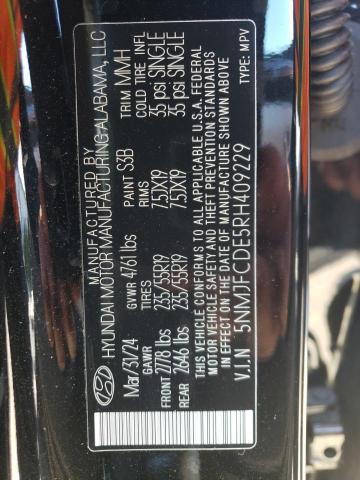 MANUFACTURED BY
HYUNDAI MOTOR MANUFACTURING ALABAMA, LLC
Mar/31/24 GVWR 4761 lbs PAINT S3B TRIM MMH
GAWR TIRES RIMS COLD TIRE INFL
FRONT 2778 lbs 235/55R19 7.5JX19 35 psi SINGLE
REAR 2646 lbs 235/55R19 7.5JX19 35 psi SINGLE
THIS VEHICLE CONFORMS TO ALL APPLICABLE U.S.A. FEDERAL
MOTOR VEHICLE SAFETY AND THEFT PREVENTION STANDARDS
IN EFFECT ON THE DATE OF MANUFACTURE SHOWN ABOVE
V.I.N 5NMJFCDE5RH409229 TYPE: MPV